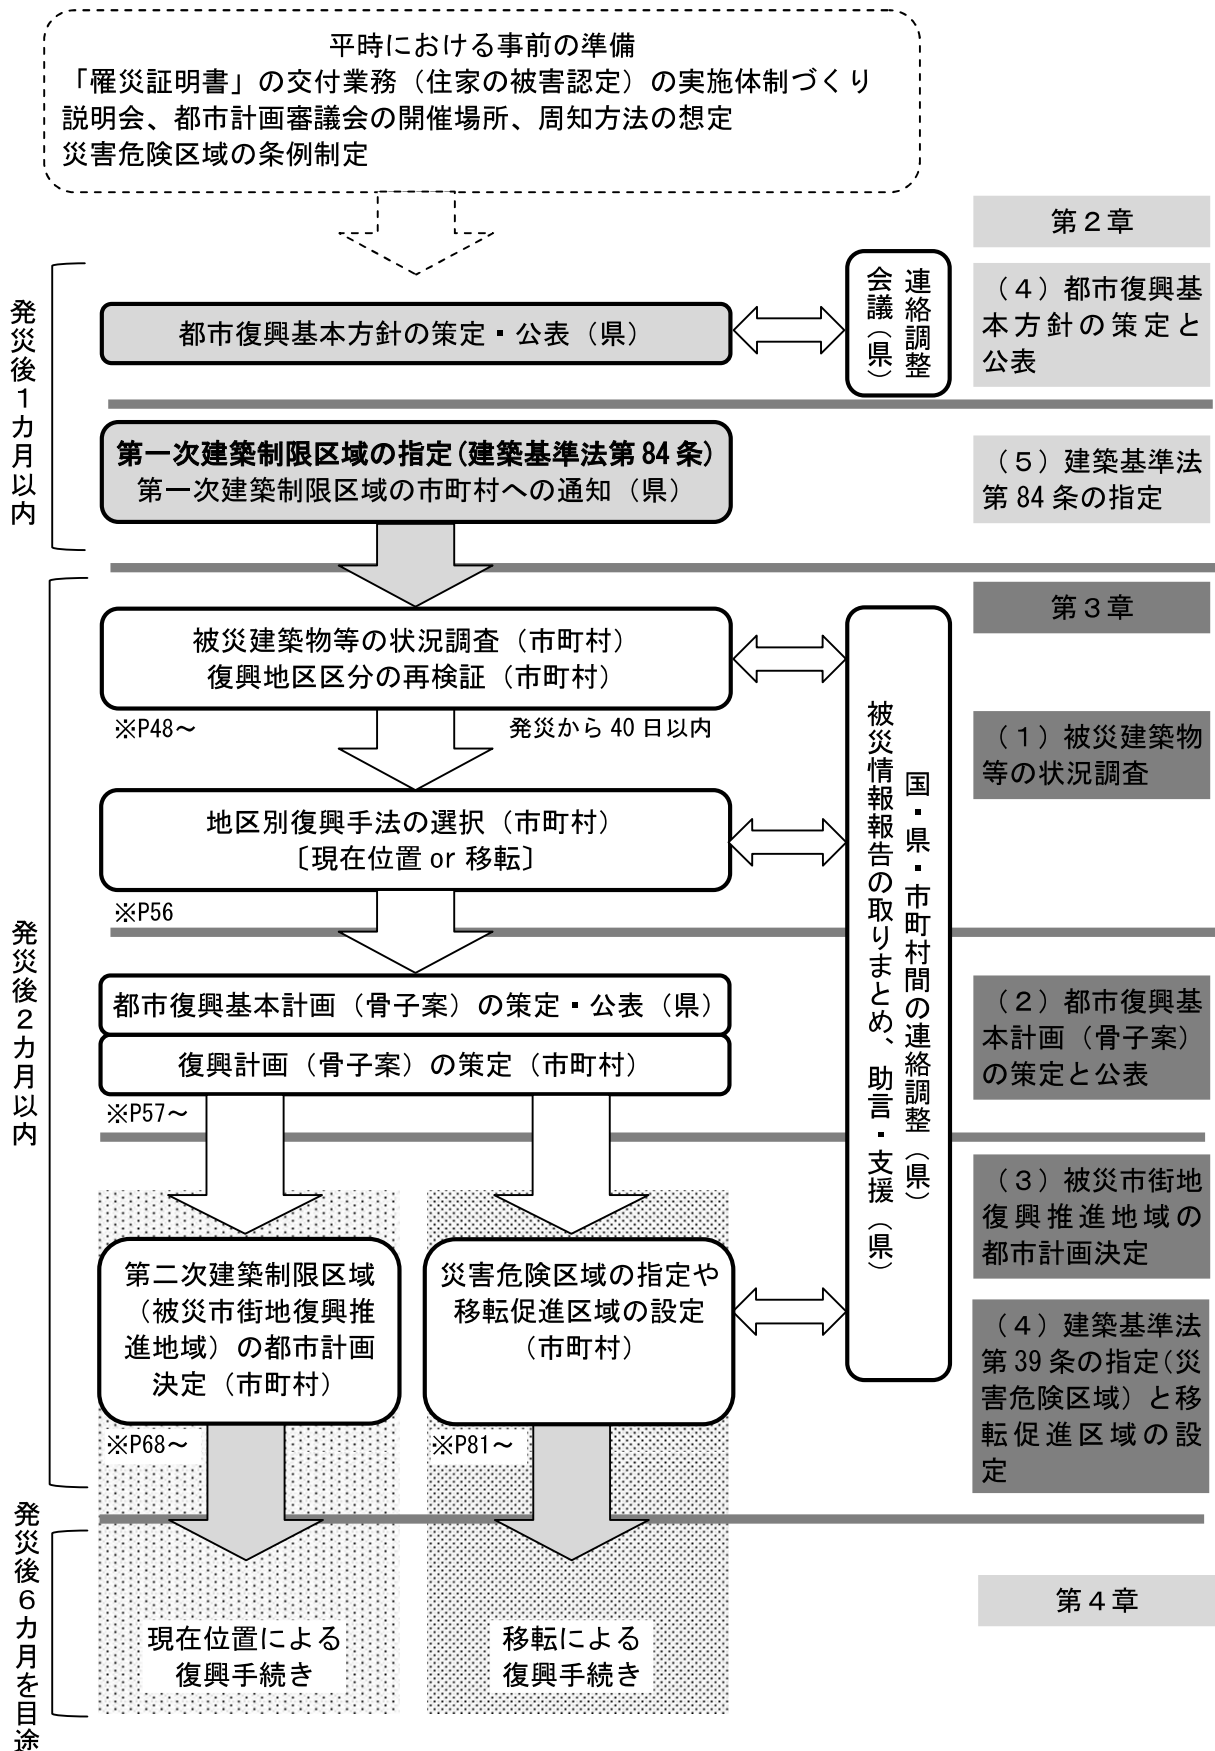 平時における事前の準備
「罹災証明書」の交付業務（住家の被害認定）の実施体制づくり
説明会、都市計画審議会の開催場所、周知方法の想定
災害危険区域の条例制定
第２章
発災後１カ月以内
都市復興基本方針の策定・公表（県）
連絡調整
会議（県）
（４）都市復興基
本方針の策定と
公表
第一次建築制限区域の指定(建築基準法第84条)
第一次建築制限区域の市町村への通知（県）
（５）建築基準法
第84条の指定
第３章
発災後２カ月以内
被災建築物等の状況調査（市町村）
復興地区区分の再検証（市町村）
※P48～
発災から40日以内
国・県・市町村間の連絡調整（県）
被災情報報告の取りまとめ、助言・支援（県）
（１）被災建築物
等の状況調査
地区別復興手法の選択（市町村）
〔現在位置or移転〕
※P56
都市復興基本計画（骨子案）の策定・公表（県）
復興計画（骨子案）の策定（市町村）
※P57～
（２）都市復興基
本計画（骨子案）
の策定と公表
（３）被災市街地
復興推進地域の
都市計画決定
第二次建築制限区域
（被災市街地復興推
進地域）の都市計画
決定（市町村）
※P68～
災害危険区域の指定や
移転促進区域の設定
（市町村）
※P81～
（４）建築基準法
第39条の指定(災
害危険区域）と移
転促進区域の設
定
発災後６カ月を目途
第４章
現在位置による
復興手続き
移転による
復興手続き